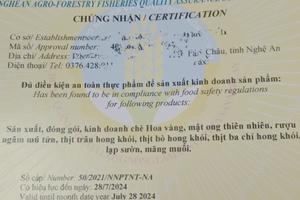 NGHEAN AGRO-FORESTRY FISHERIES QUALITY ASSURANCE
CHỨNG NHẬN / CERTIFICATION
Cơ sở/ Establishment
Mã số/ Approval number:
Địa chỉ/ Châu, tỉnh Nghệ An
Điện thoại/ Tel: 0376.428
Đủ điều kiện an toàn thực phẩm để sản xuất kinh doanh sản phẩm:
Has been found to be in compliance with food safety regulations
for following products:
Sản xuất, đóng gói, kinh doanh chè Hoa vàng, mật ong thiên nhiên, rượu
ngâm mú từn, thịt trâu hong khói, thịt bò hong khói, thịt ba chỉ hong khói,
lạp sườn, măng muối.
Số cấp/ Number: 50/2021/NNPTNT-NA
Có hiệu lực đến ngày: 28/7/2024
Valid until month date year July 28 2024